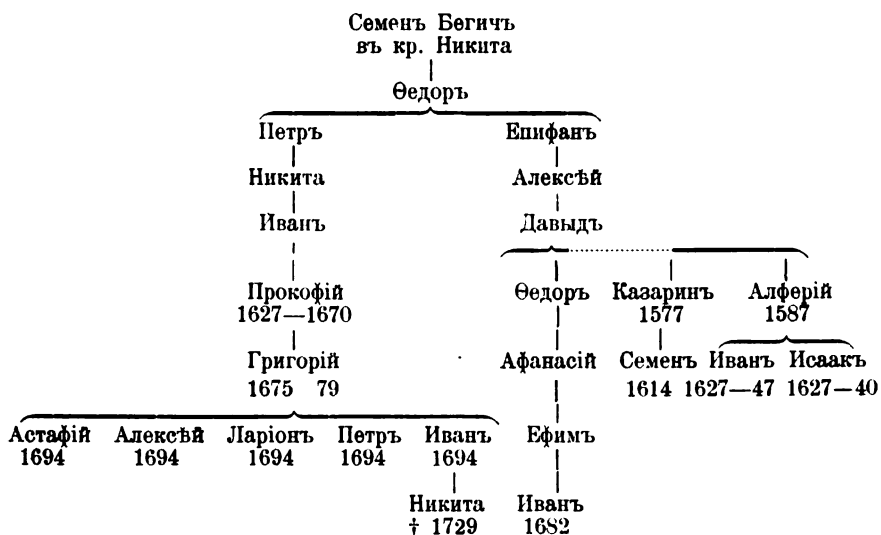 Семенъ Бегичъ
въ кр. Никита
Ѳедоръ
Петръ Епифанъ
Никита Алексѣй
Иванъ Давыдъ
Прокофій Ѳедоръ Казаринъ Алферій
1627—1670 1577 1587
Григорій Афанасій Семенъ Иванъ Исаакъ
1675 79 1614 1627—47 1627—40
Астафій Алексѣй Ларіонъ Петръ Иванъ Ефимъ
1694 1694 1694 1694 1694
Никита Иванъ
† 1729 1682